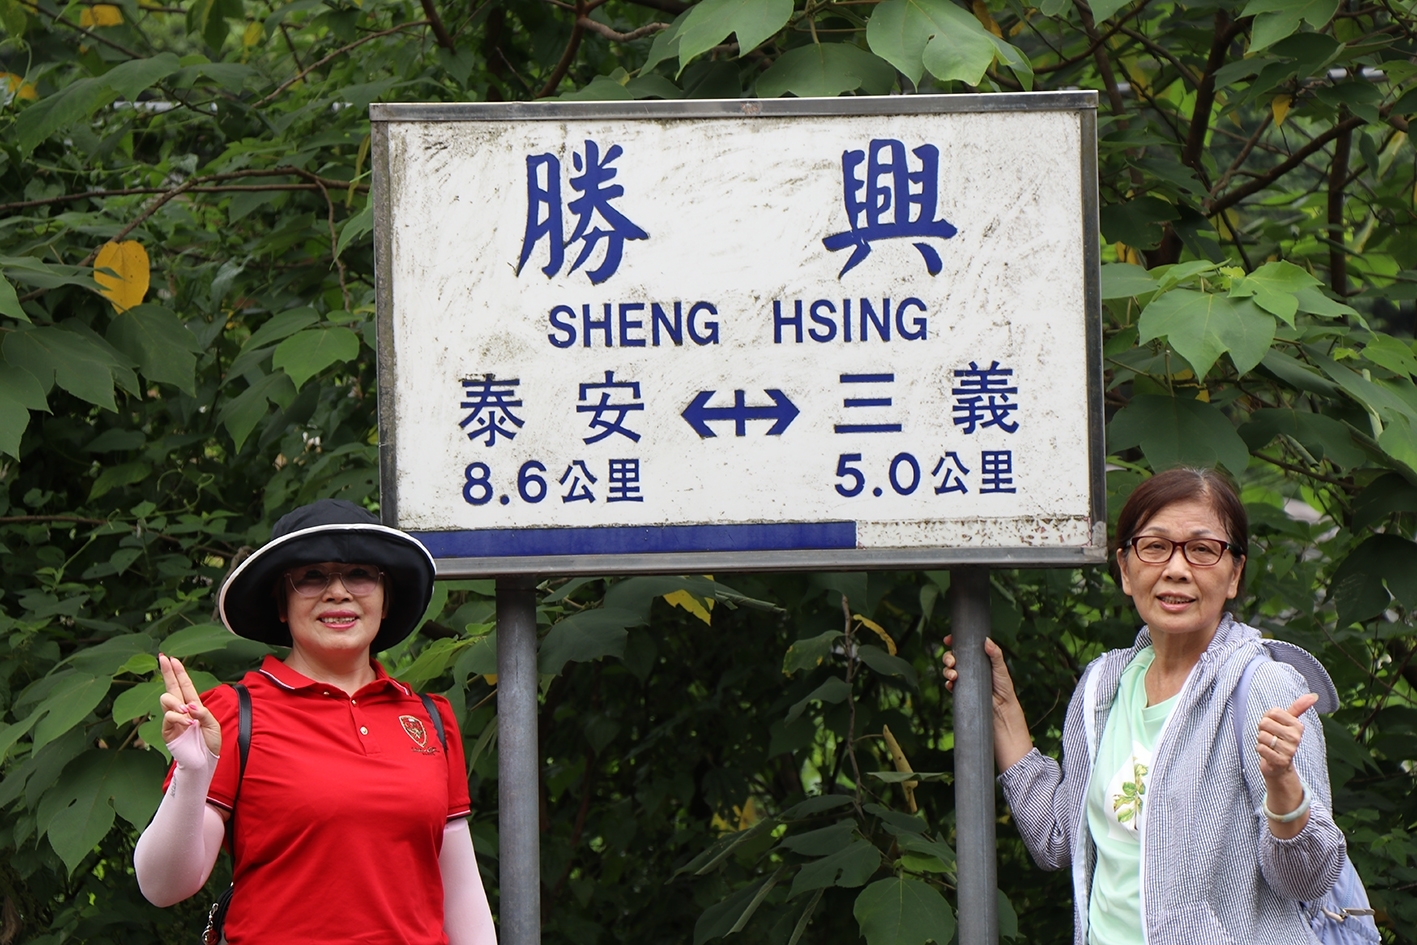 勝 興
SHENG HSING
泰安 ↔ 三義
8.6公里 5.0公里